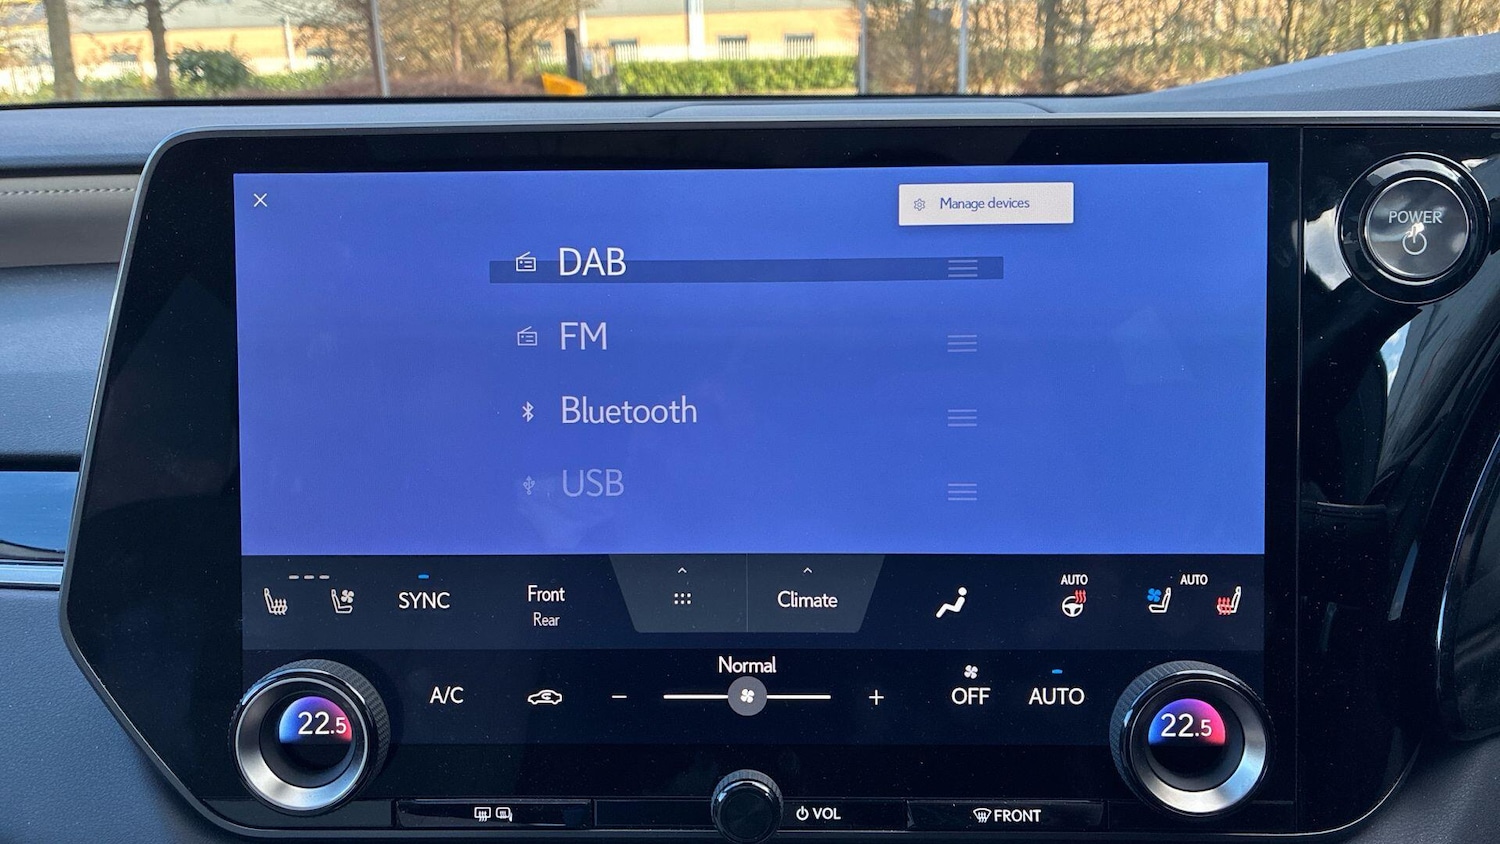 Manage devices
POWER
DAB
FM
Bluetooth
USB
SYNC
Front
Rear
Climate
AUTO
AUTO
Normal
A/C
OFF
AUTO
22.5
22.5
VOL
FRONT